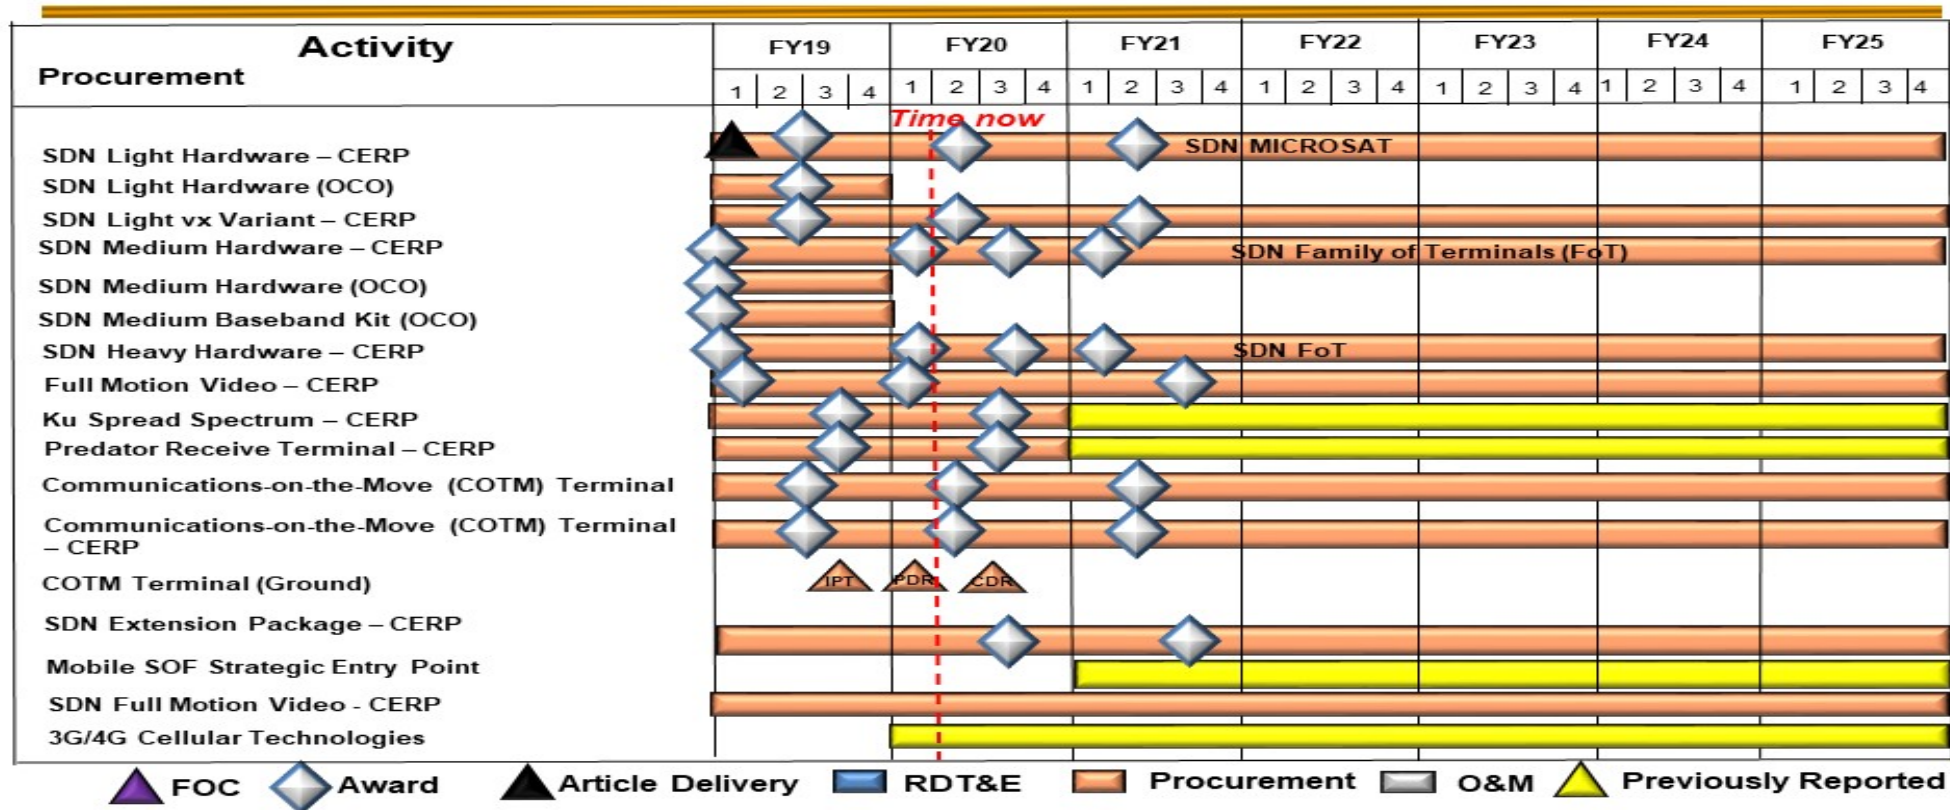 Activity
Procurement
FY19 FY20 FY21 FY22 FY23 FY24 FY25
1 2 3 4 1 2 3 4 1 2 3 4 1 2 3 4 1 2 3 4 1 2 3 4 1 2 3 4
Time now
SDN Light Hardware – CERP SDN MICROSAT
SDN Light Hardware (OCO)
SDN Light vx Variant – CERP
SDN Medium Hardware – CERP SDN Family of Terminals (FoT)
SDN Medium Hardware (OCO)
SDN Medium Baseband Kit (OCO)
SDN Heavy Hardware – CERP SDN FoT
Full Motion Video – CERP
Ku Spread Spectrum – CERP
Predator Receive Terminal – CERP
Communications-on-the-Move (COTM) Terminal
Communications-on-the-Move (COTM) Terminal
– CERP
COTM Terminal (Ground) IPT PDR CDR
SDN Extension Package – CERP
Mobile SOF Strategic Entry Point
SDN Full Motion Video - CERP
3G/4G Cellular Technologies
FOC Award Article Delivery RDT&E Procurement O&M Previously Reported